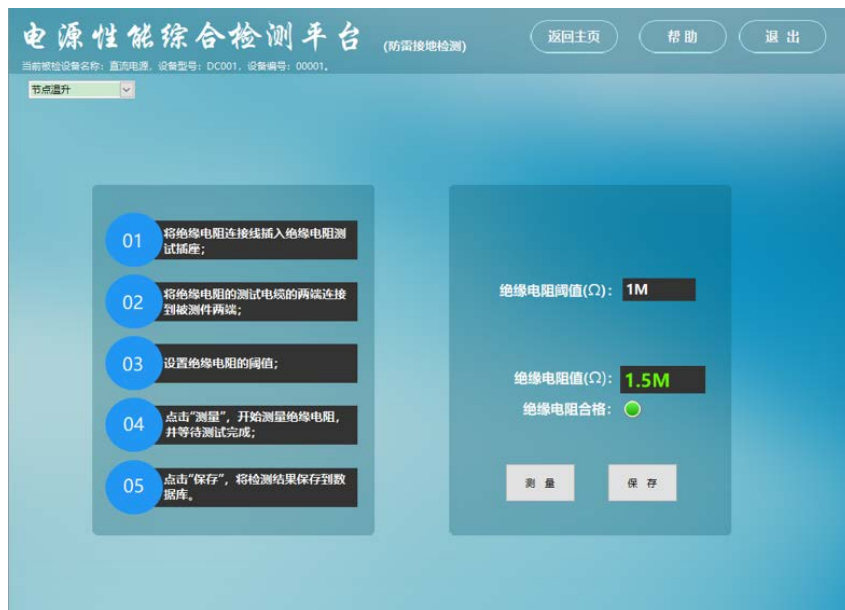 电源性能综合检测平台 (防雷接地检测) 返回主页 帮助 退出
当前被检设备名称：直流电源，设备型号：DC001，设备编号：00001。
节点温升
01 将绝缘电阻连接线插入绝缘电阻测
试插座；
02 将绝缘电阻的测试电缆的两端连接
到被测件两端；
03 设置绝缘电阻的阈值；
04 点击“测量”，开始测量绝缘电阻，
并等待测试完成；
05 点击“保存”，将检测结果保存到数
据库。
绝缘电阻阈值(Ω)： 1M
绝缘电阻值(Ω)： 1.5M
绝缘电阻合格：
测 量 保 存